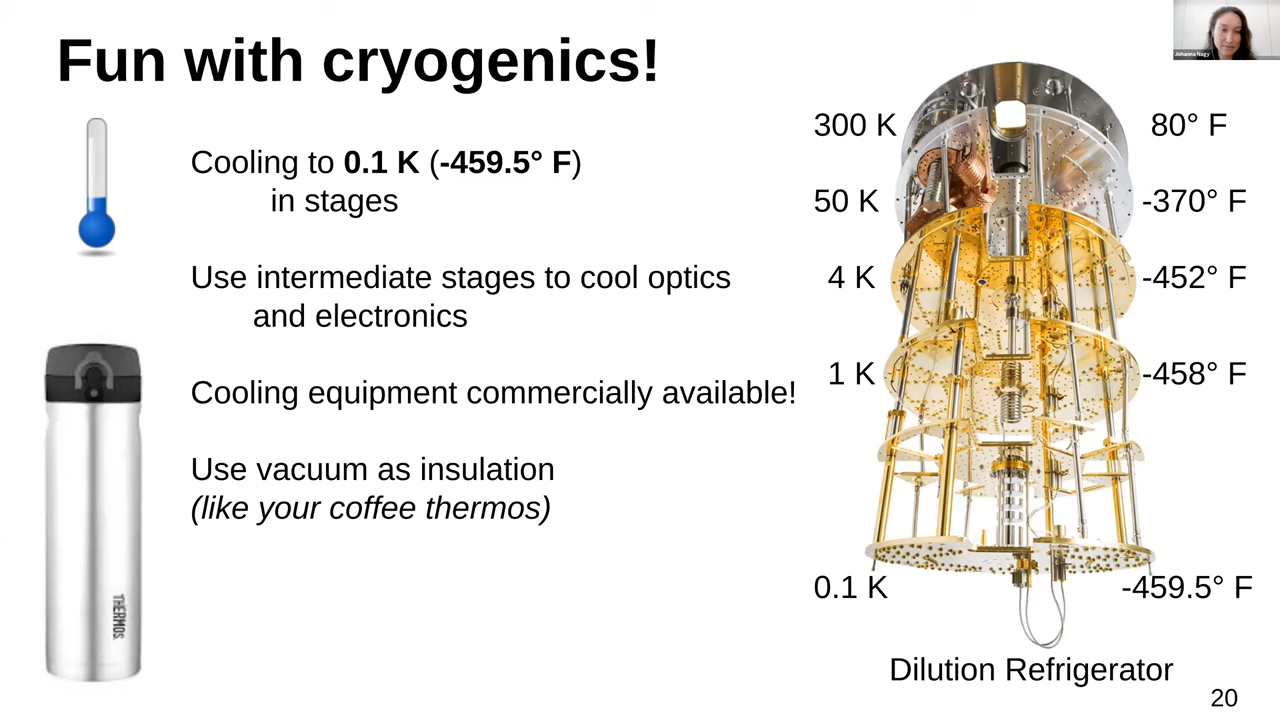 Fun with cryogenics!
Johanna Nagy
Cooling to 0.1 K (-459.5° F)
in stages
Use intermediate stages to cool optics
and electronics
Cooling equipment commercially available!
Use vacuum as insulation
(like your coffee thermos)
THERMOS
300 K 80° F
50 K -370° F
4 K -452° F
1 K -458° F
0.1 K -459.5° F
Dilution Refrigerator
20